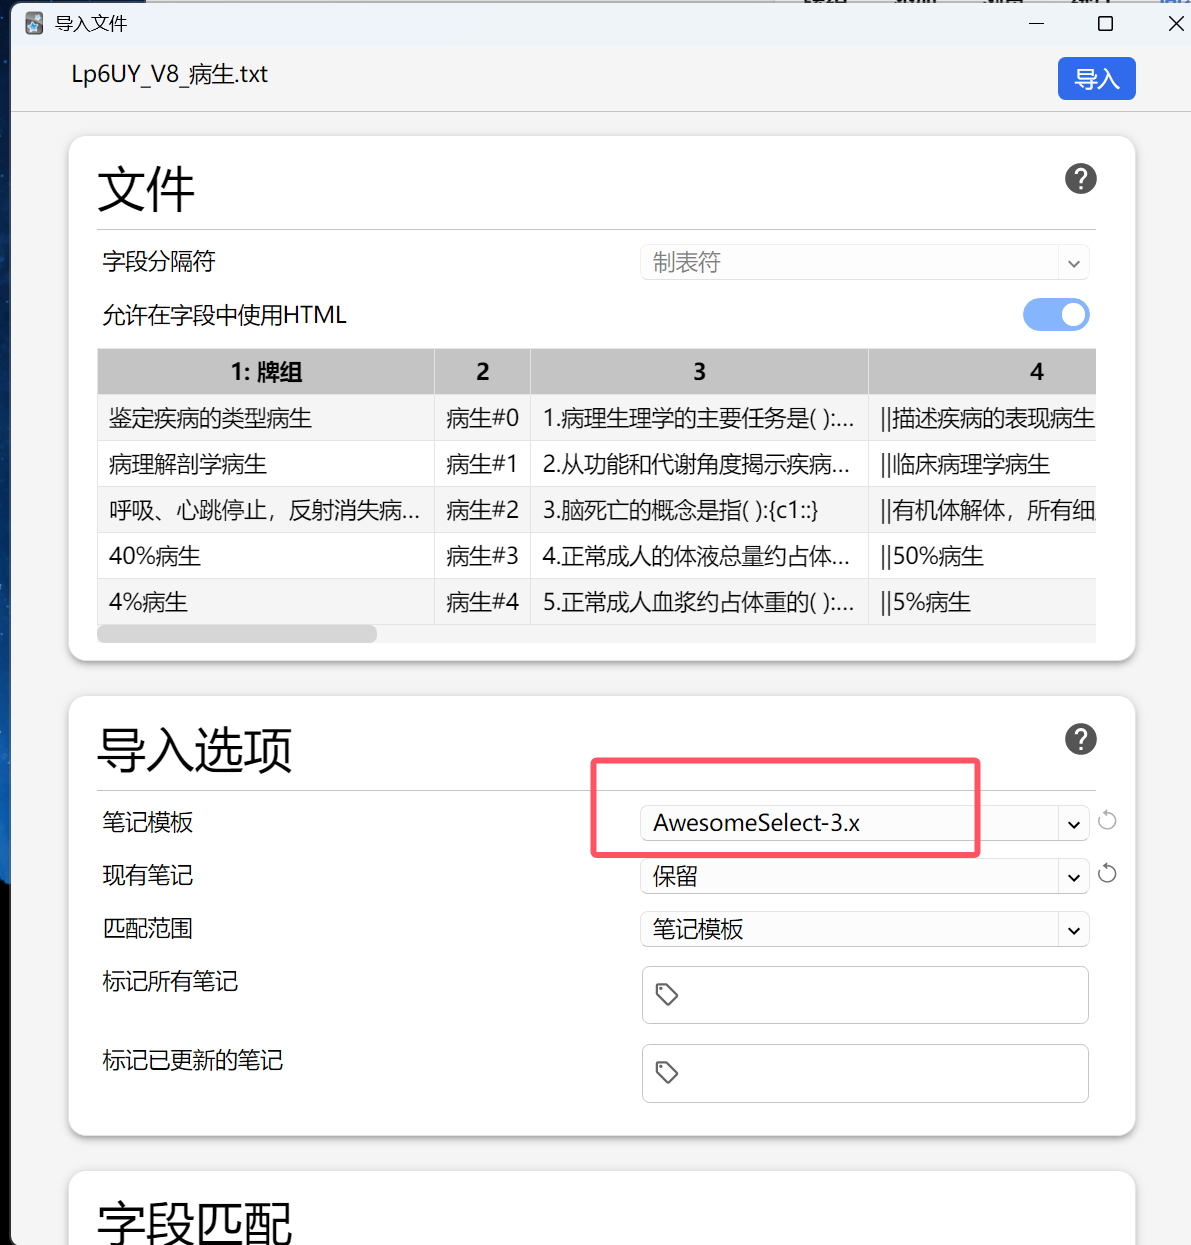 导入文件
Lp6UY_V8_病生.txt
导入
文件
字段分隔符
制表符
允许在字段中使用HTML
1: 牌组 2 3 4
鉴定疾病的类型病生 病生#0 1.病理生理学的主要任务是( ):... ||描述疾病的表现病生
病理解剖学病生 病生#1 2.从功能和代谢角度揭示疾病... ||临床病理学病生
呼吸、心跳停止，反射消失病... 病生#2 3.脑死亡的概念是指( ):{c1::} ||有机体解体，所有细
40%病生 病生#3 4.正常成人的体液总量约占体... ||50%病生
4%病生 病生#4 5.正常成人血浆约占体重的( ):... ||5%病生
导入选项
笔记模板
AwesomeSelect-3.x
现有笔记
保留
匹配范围
笔记模板
标记所有笔记
标记已更新的笔记
字段匹配